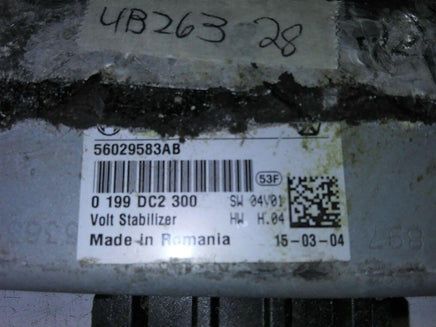 4B263 28
56029583AB
53F
0 199 DC2 300 SW 04V01
Volt Stabilizer HW H.04
Made in Romania 15-03-04